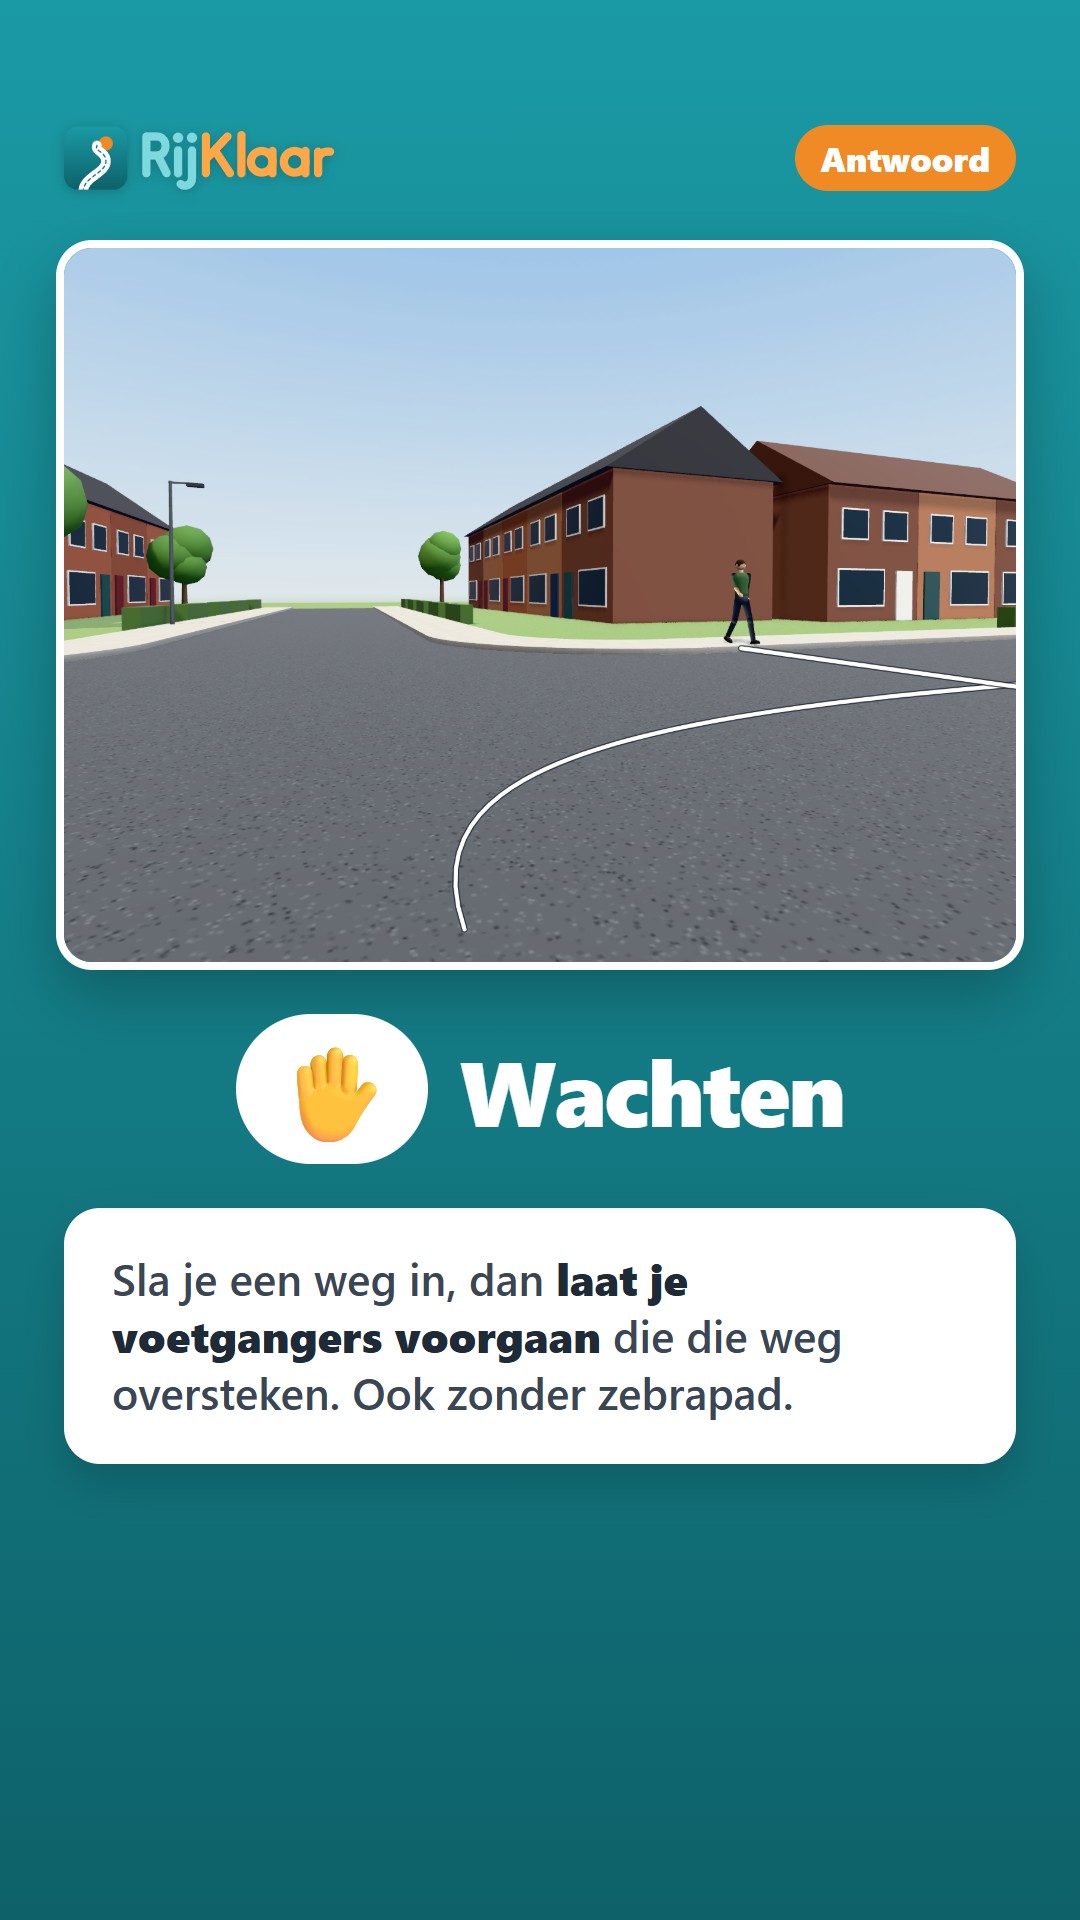 RijKlaar
Antwoord
Wachten
Sla je een weg in, dan laat je
voetgangers voorgaan die die weg
oversteken. Ook zonder zebrapad.